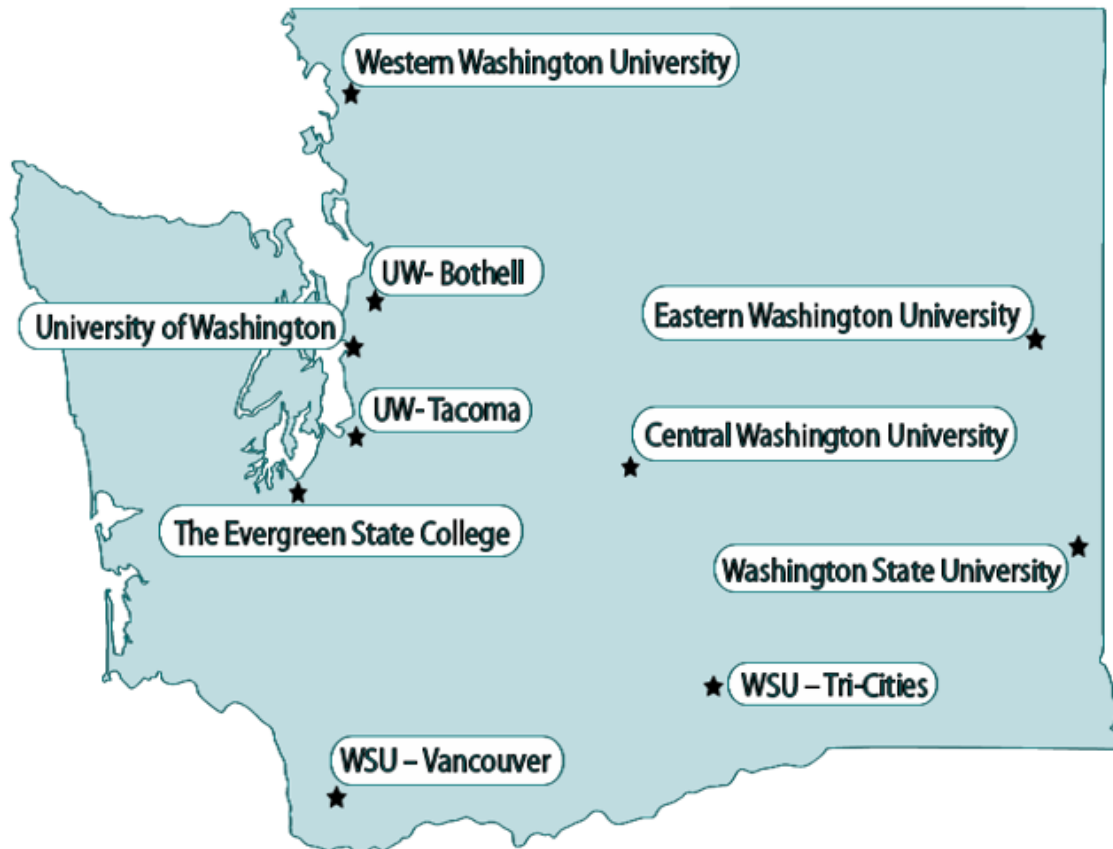 Western Washington University
UW- Bothell
University of Washington
Eastern Washington University
UW- Tacoma
Central Washington University
The Evergreen State College
Washington State University
WSU – Tri-Cities
WSU – Vancouver